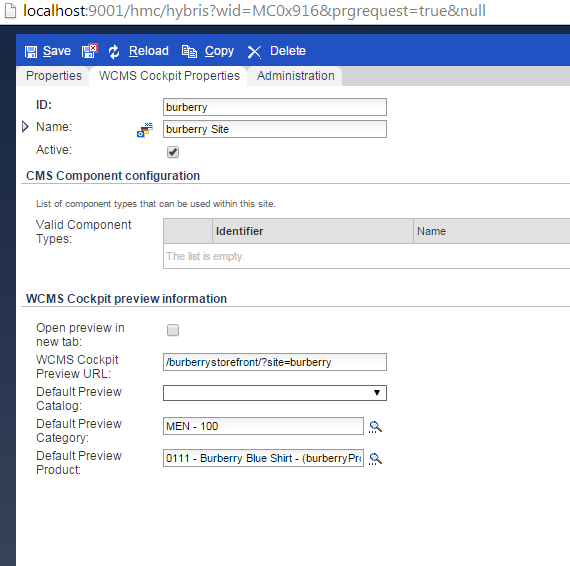 localhost:9001/hmc/hybris?wid=MC0x916&prgrequest=true&null
Save Reload Copy Delete
Properties WCMS Cockpit Properties Administration
ID: burberry
Name: burberry Site
Active:
CMS Component configuration
List of component types that can be used within this site.
Valid Component Types: Identifier Name
The list is empty.
WCMS Cockpit preview information
Open preview in new tab:
WCMS Cockpit Preview URL: /burberrystorefront/?site=burberry
Default Preview Catalog:
Default Preview Category: MEN - 100
Default Preview Product: 0111 - Burberry Blue Shirt - (burberryPr